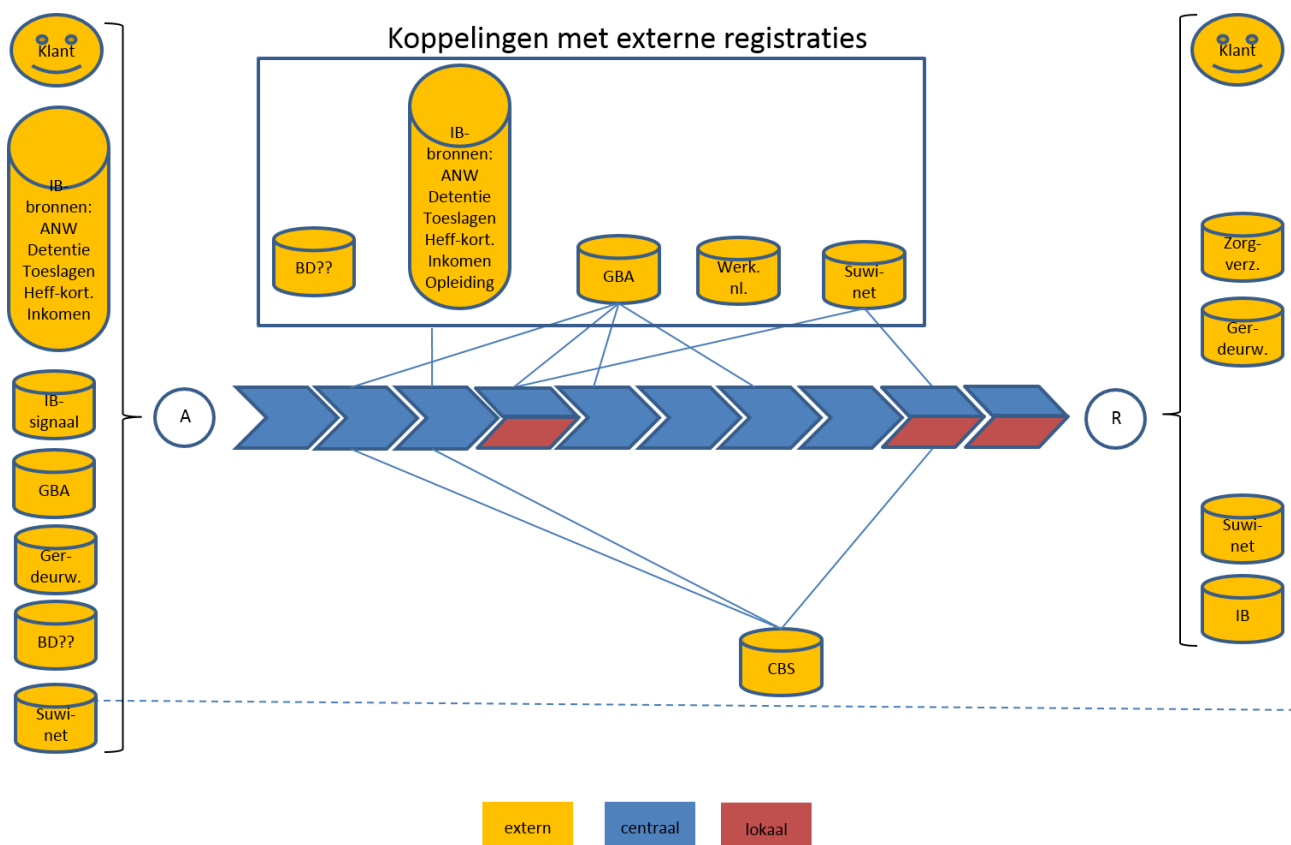 Koppelingen met externe registraties
Klant
IB-
bronnen:
ANW
Detentie
Toeslagen
Heff-kort.
Inkomen
IB-
signaal
GBA
Ger-
deurw.
BD??
Suwi-
net
A
BD??
IB-
bronnen:
ANW
Detentie
Toeslagen
Heff-kort.
Inkomen
Opleiding
GBA
Werk.
nl.
Suwi-
net
CBS
R
Klant
Zorg-
verz.
Ger-
deurw.
Suwi-
net
IB
extern
centraal
lokaal